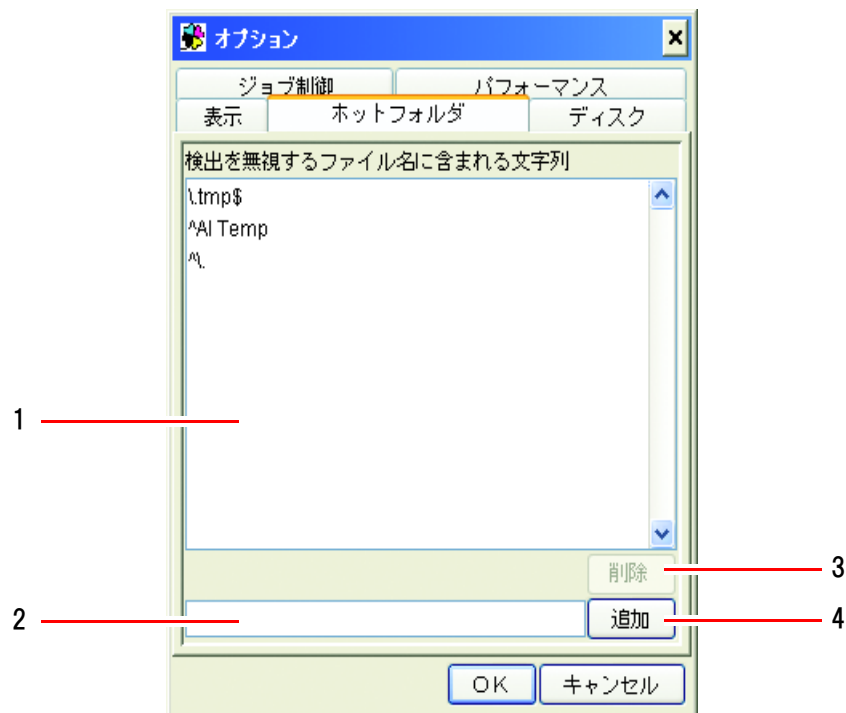 オプション
ジョブ制御 パフォーマンス
表示 ホットフォルダ ディスク
検出を無視するファイル名に含まれる文字列
\.tmp$
^AI Temp
^\.
1
削除 3
2 追加 4
OK キャンセル